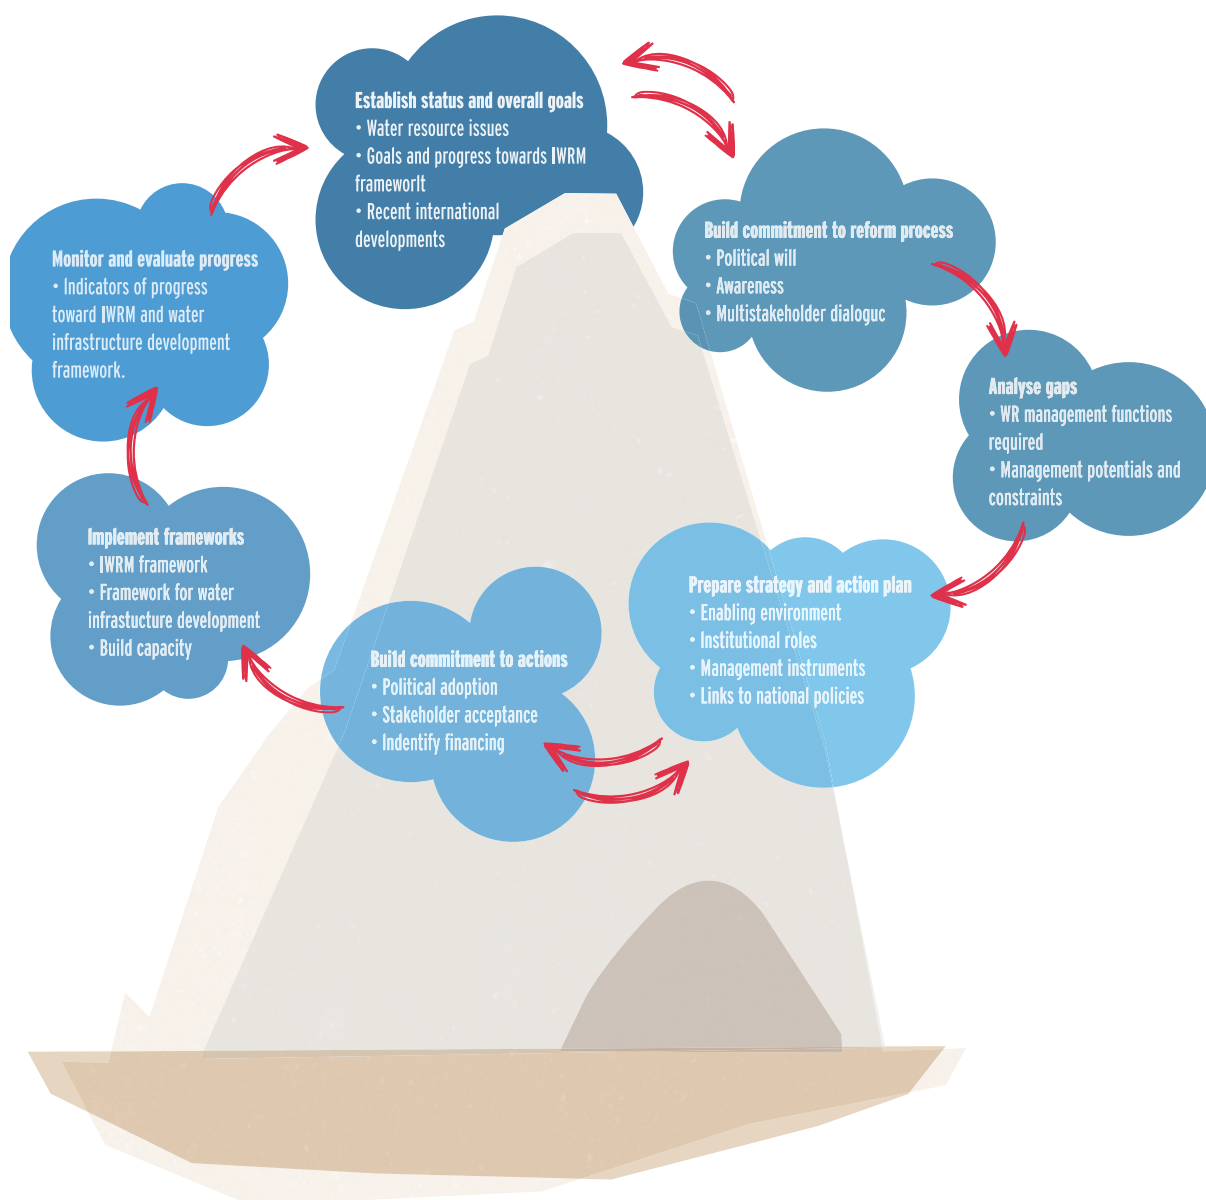 Establish status and overall goals
• Water resource issues
• Goals and progress towards IWRM
frameworlt
• Recent international
developments
Build commitment to reform process
• Political will
• Awareness
• Multistakeholder dialoguc
Analyse gaps
• WR management functions
required
• Management potentials and
constraints
Prepare strategy and action plan
• Enabling environment
• Institutional roles
• Management instruments
• Links to national policies
Build commitment to actions
• Political adoption
• Stakeholder acceptance
• Indentify financing
Implement frameworks
• IWRM framework
• Framework for water
infrastucture development
• Build capacity
Monitor and evaluate progress
• Indicators of progress
toward IWRM and water
infrastructure development
framework.